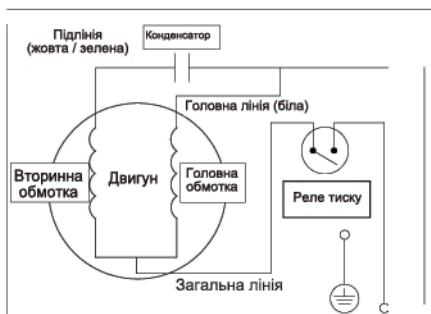 Підлінія
(жовта / зелена)
Конденсатор
Головна лінія (біла)
Вторинна
обмотка
Двигун
Головна
обмотка
Реле тиску
Загальна лінія